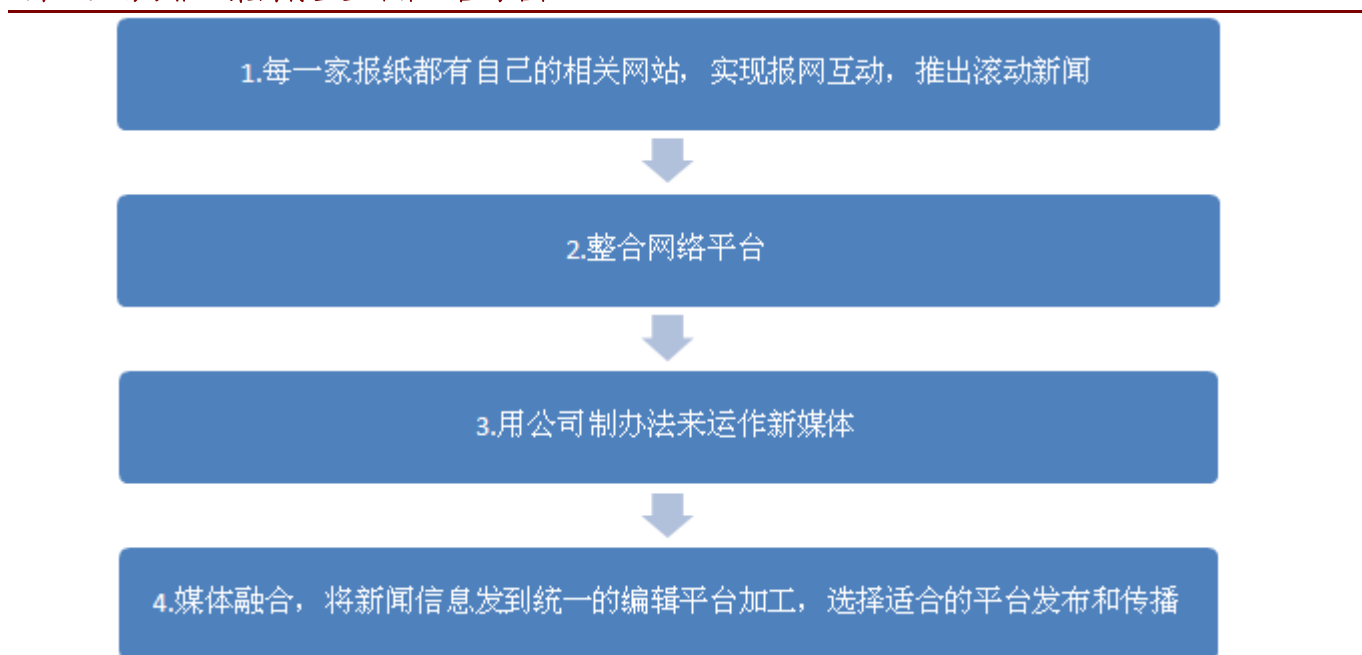 1.每一家报纸都有自己的相关网站，实现报网互动，推出滚动新闻
2.整合网络平台
3.用公司制办法来运作新媒体
4.媒体融合，将新闻信息发到统一的编辑平台加工，选择适合的平台发布和传播